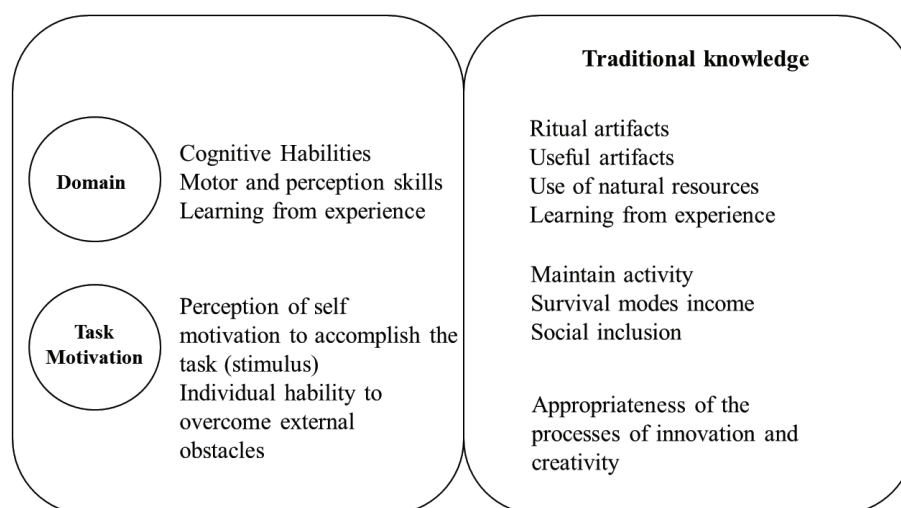 Domain
Cognitive Habilities
Motor and perception skills
Learning from experience
Task
Motivation
Perception of self
motivation to accomplish the
task (stimulus)
Individual hability to
overcome external
obstacles
Traditional knowledge
Ritual artifacts
Useful artifacts
Use of natural resources
Learning from experience
Maintain activity
Survival modes income
Social inclusion
Appropriateness of the
processes of innovation and
creativity